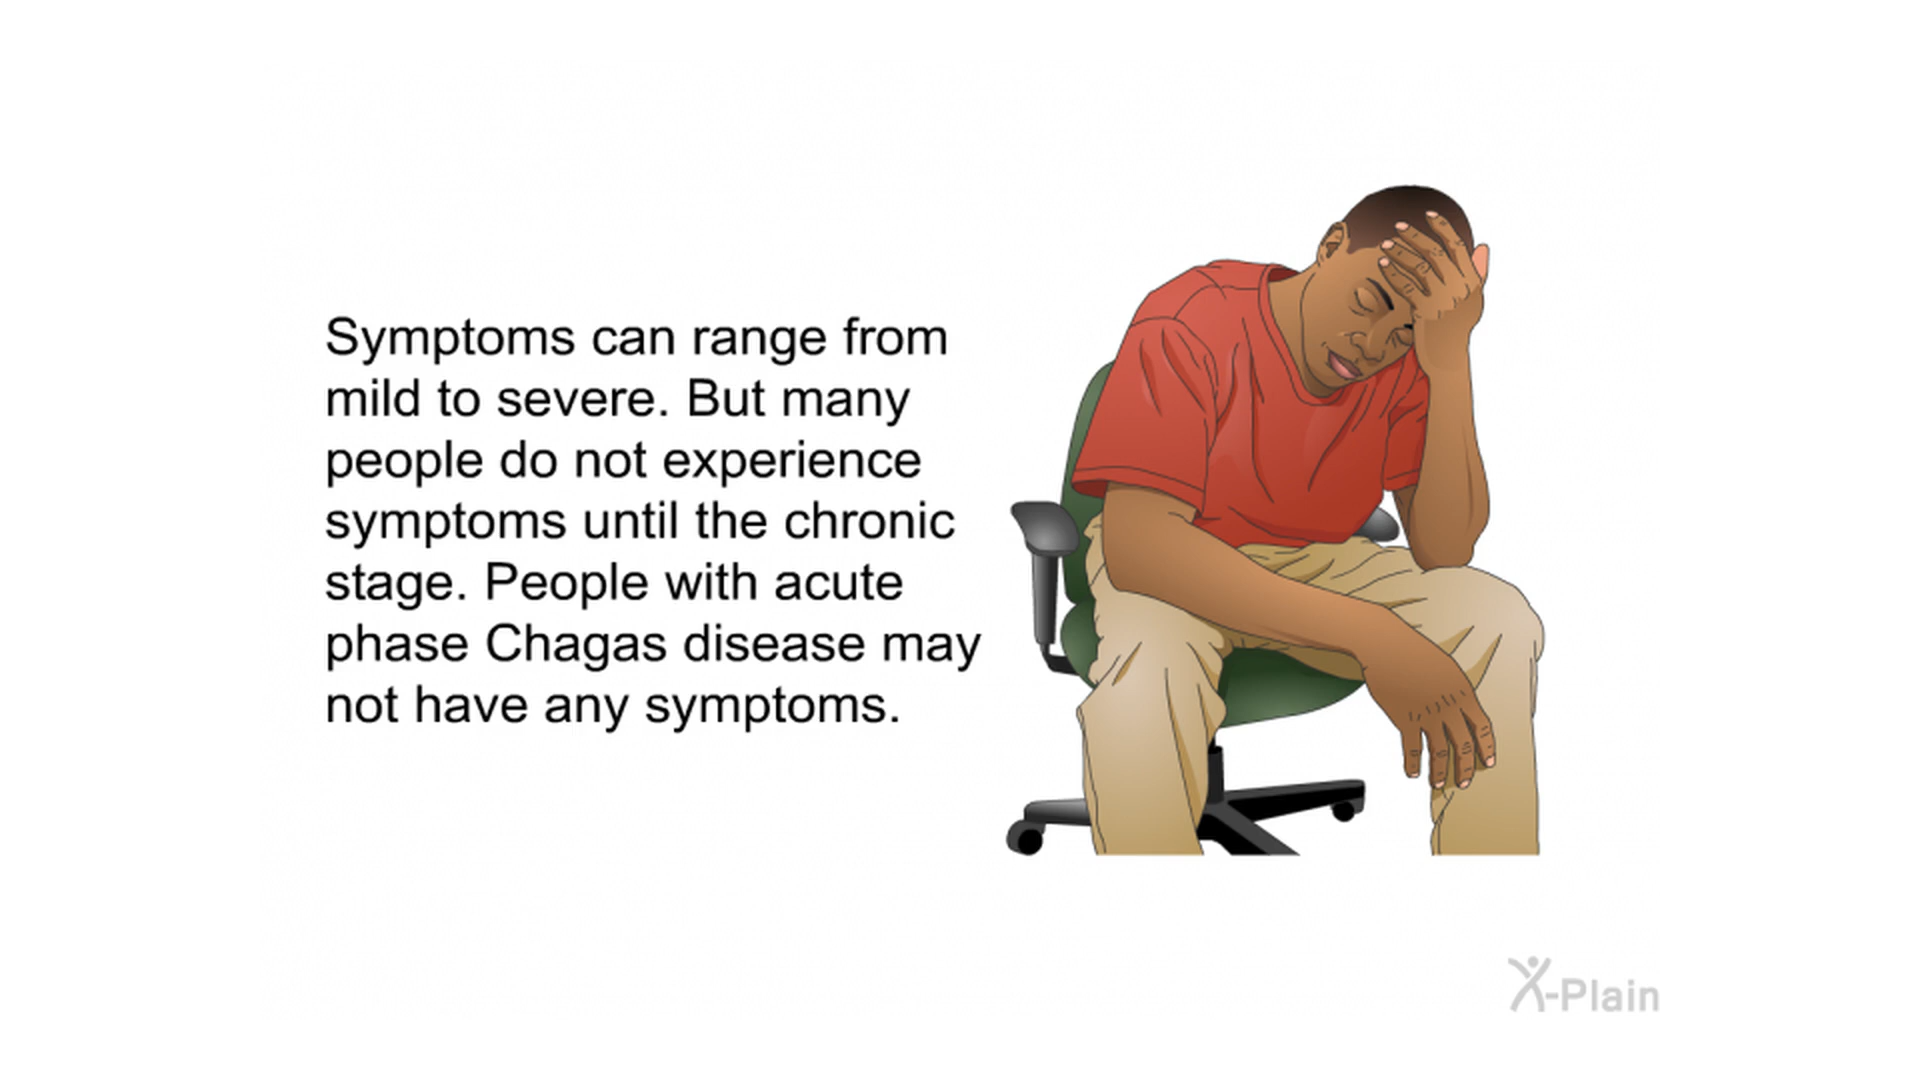 Symptoms can range from
mild to severe. But many
people do not experience
symptoms until the chronic
stage. People with acute
phase Chagas disease may
not have any symptoms.
X-Plain